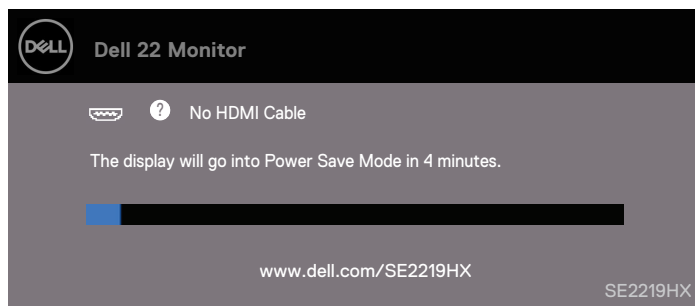 DELL
Dell 22 Monitor
? No HDMI Cable
The display will go into Power Save Mode in 4 minutes.
www.dell.com/SE2219HX
SE2219HX